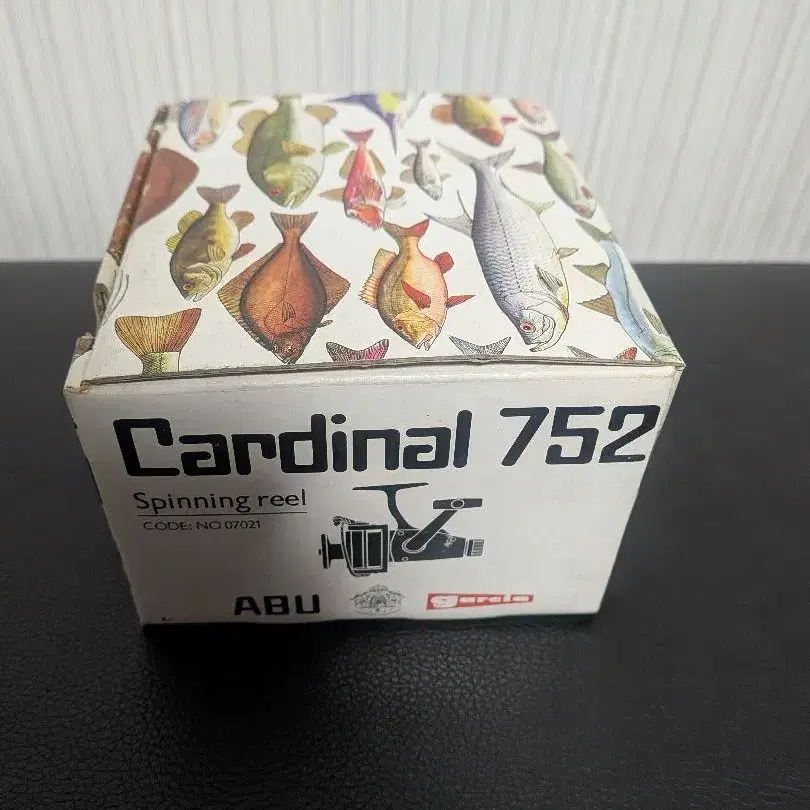 Cardinal 752
Spinning reel
CODE: NO 07021
ABU garcia